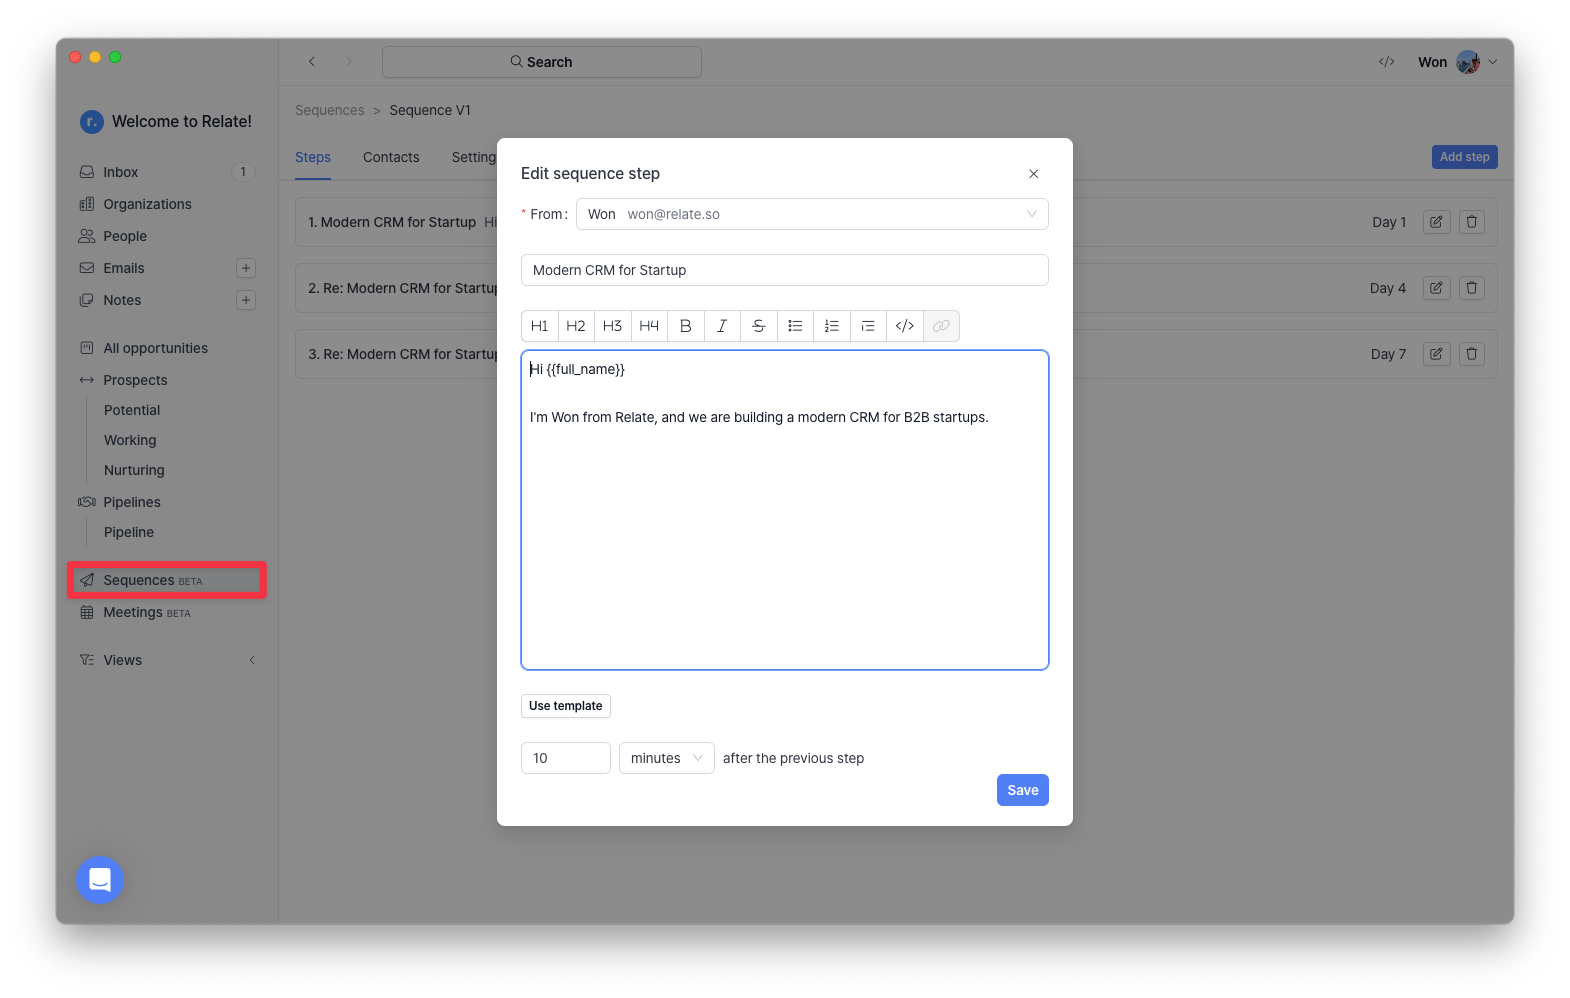 Search
</> Won
r. Welcome to Relate!
Inbox 1
Organizations
People
Emails +
Notes +
All opportunities
Prospects
Potential
Working
Nurturing
Pipelines
Pipeline
Sequences BETA
Meetings BETA
Views
Sequences > Sequence V1
Steps Contacts Setting
Add step
1. Modern CRM for Startup Hi
Day 1
2. Re: Modern CRM for Startup
Day 4
3. Re: Modern CRM for Startup
Day 7
Edit sequence step
* From: Won won@relate.so
Modern CRM for Startup
H1 H2 H3 H4 B I S </>
Hi {{full_name}}
I'm Won from Relate, and we are building a modern CRM for B2B startups.
Use template
10 minutes after the previous step
Save